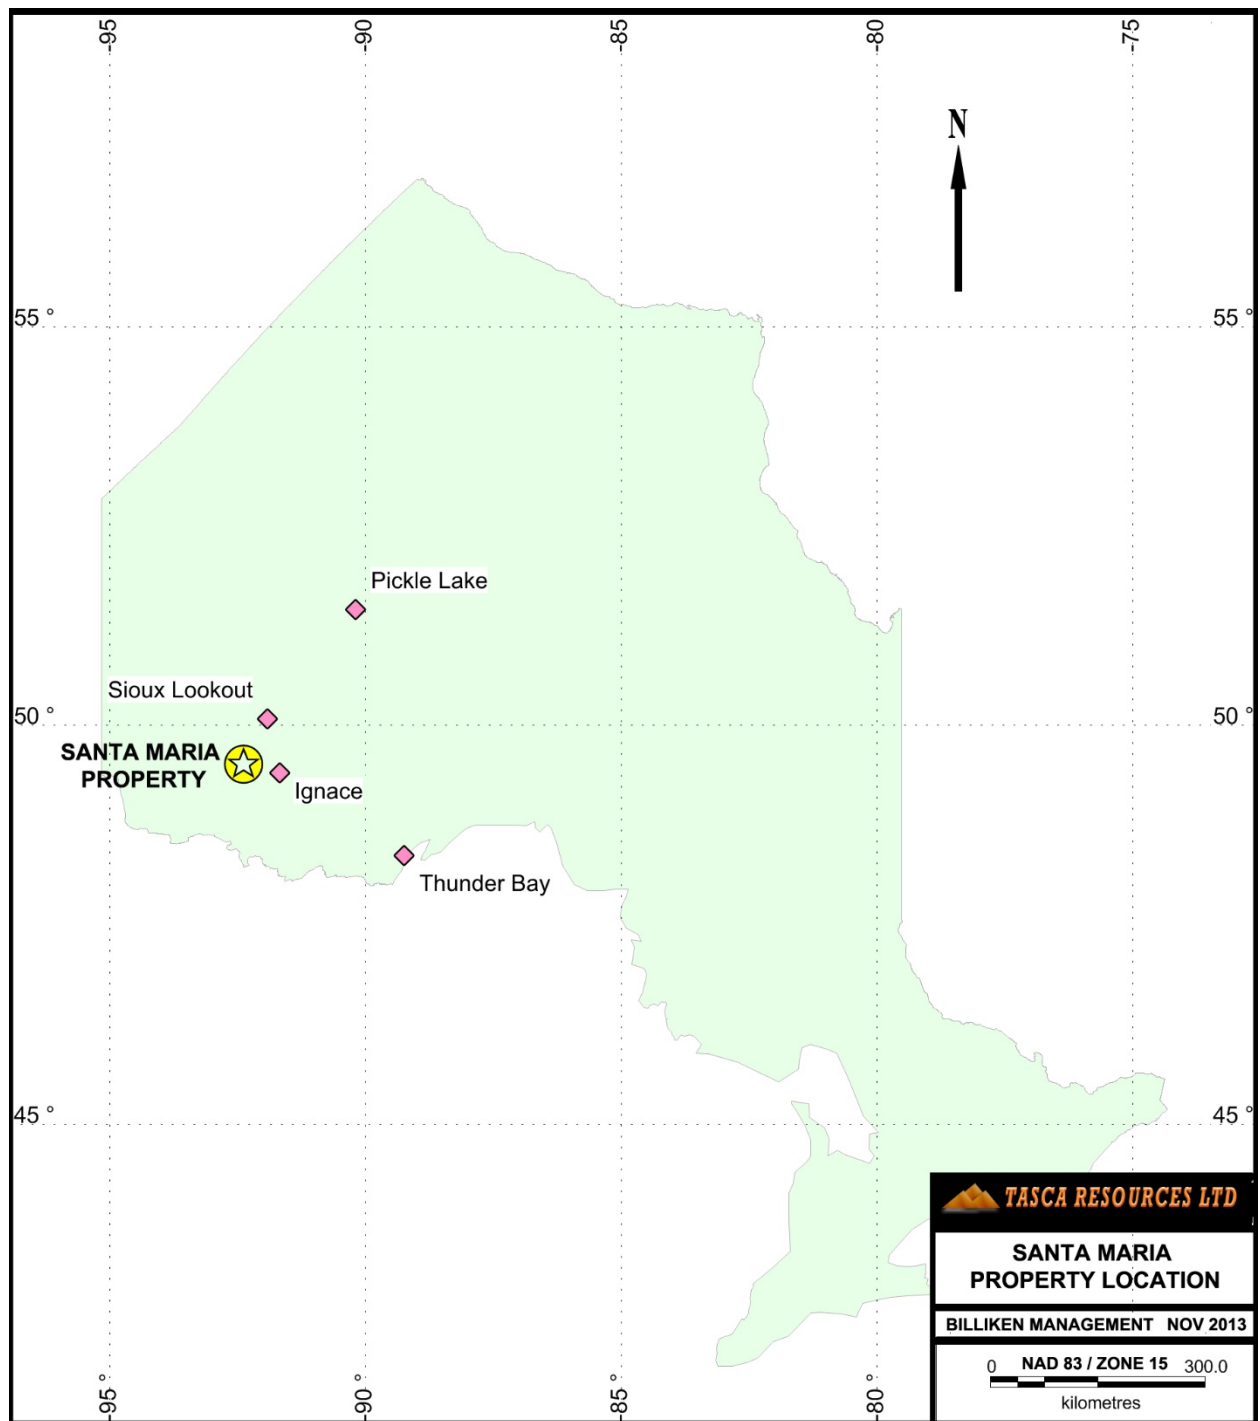 -95 -90 -85 -80 -75
N
55 ° 55 °
Pickle Lake
Sioux Lookout
50 ° 50 °
SANTA MARIA
PROPERTY
Ignace
Thunder Bay
45 ° 45 °
TASCA RESOURCES LTD
SANTA MARIA
PROPERTY LOCATION
BILLIKEN MANAGEMENT NOV 2013
0 NAD 83 / ZONE 15 300.0
kilometres
-95 ° -90 ° -85 ° -80 °